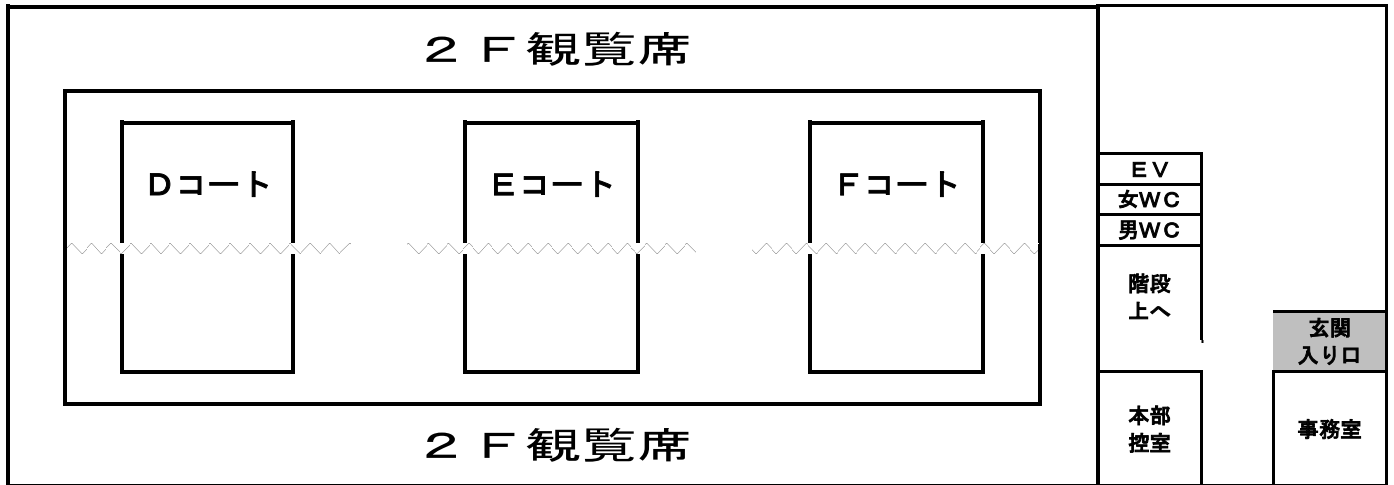 ２Ｆ観覧席
Ｄコート
Ｅコート
Ｆコート
ＥＶ
女ＷＣ
男ＷＣ
階段
上へ
玄関
入り口
本部
控室
事務室
２Ｆ観覧席